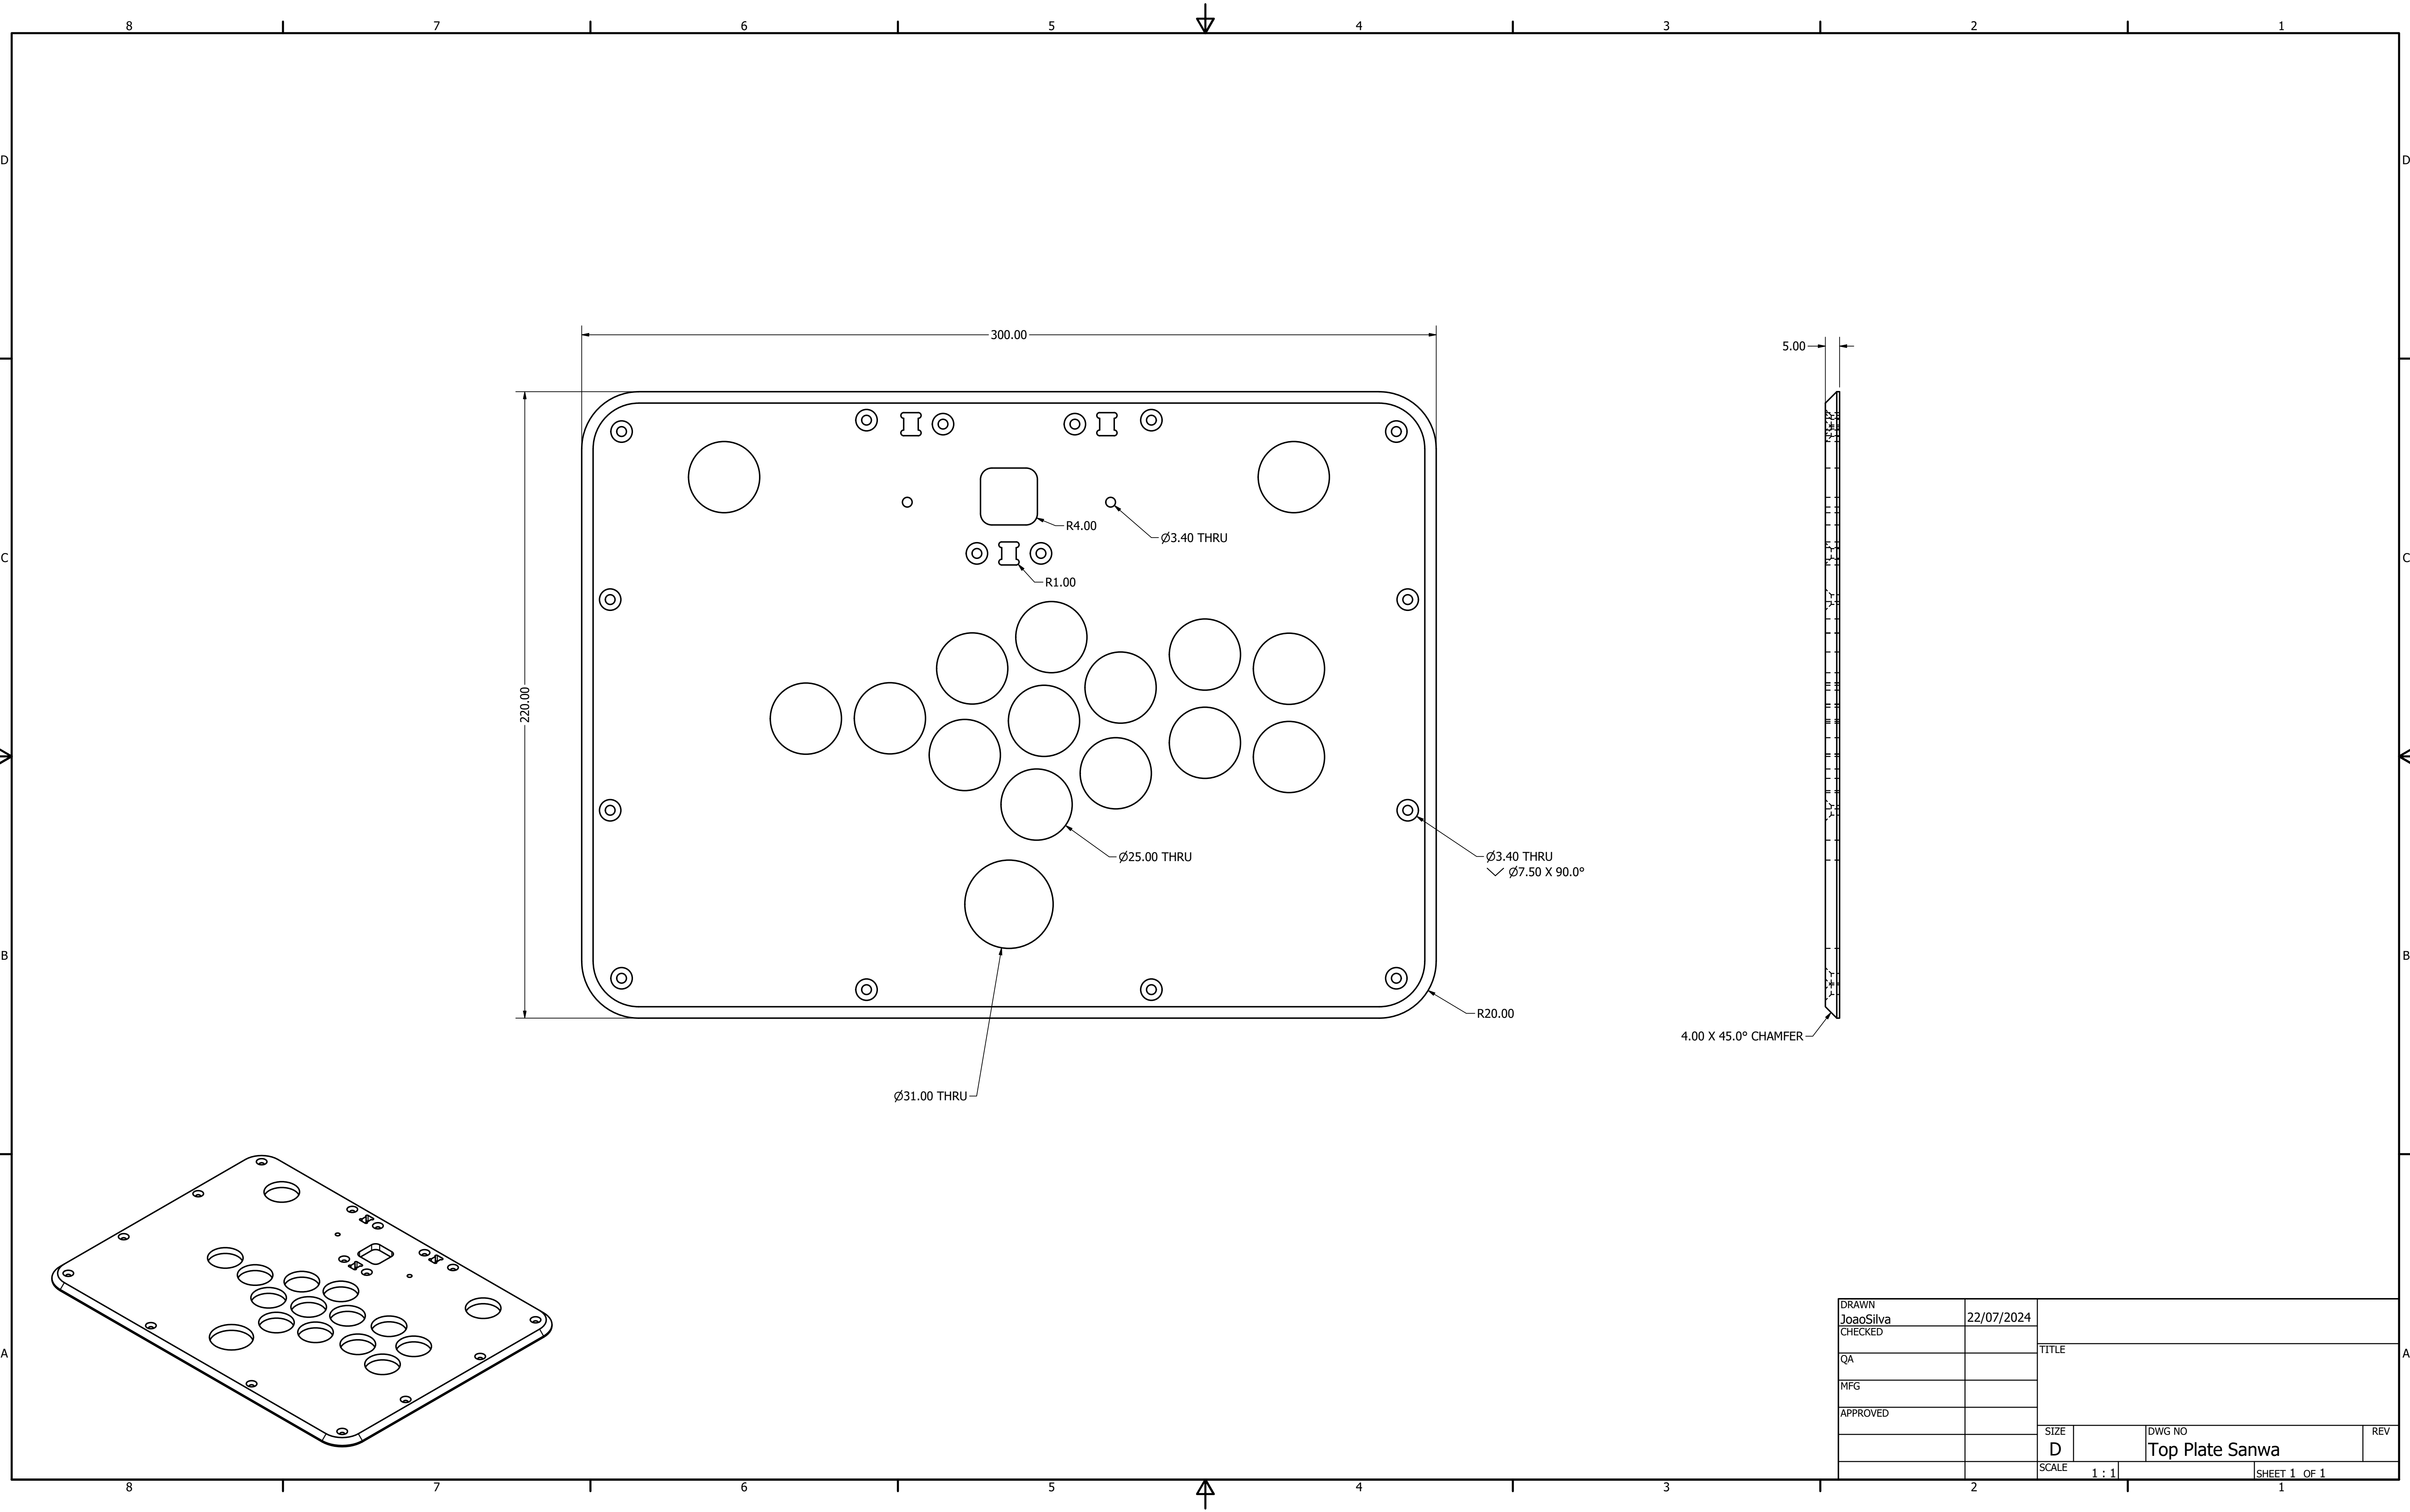 8 7 6 5 4 3 2 1
D D
300.00
5.00
R4.00
Ø3.40 THRU
C C
R1.00
220.00
Ø25.00 THRU
Ø3.40 THRU
Ø7.50 X 90.0°
B B
R20.00
4.00 X 45.0° CHAMFER
Ø31.00 THRU
DRAWN
JoaoSilva 22/07/2024
CHECKED
TITLE
A A
QA
MFG
APPROVED
SIZE DWG NO REV
D Top Plate Sanwa
SCALE 1 : 1 SHEET 1 OF 1
8 7 6 5 4 3 2 1